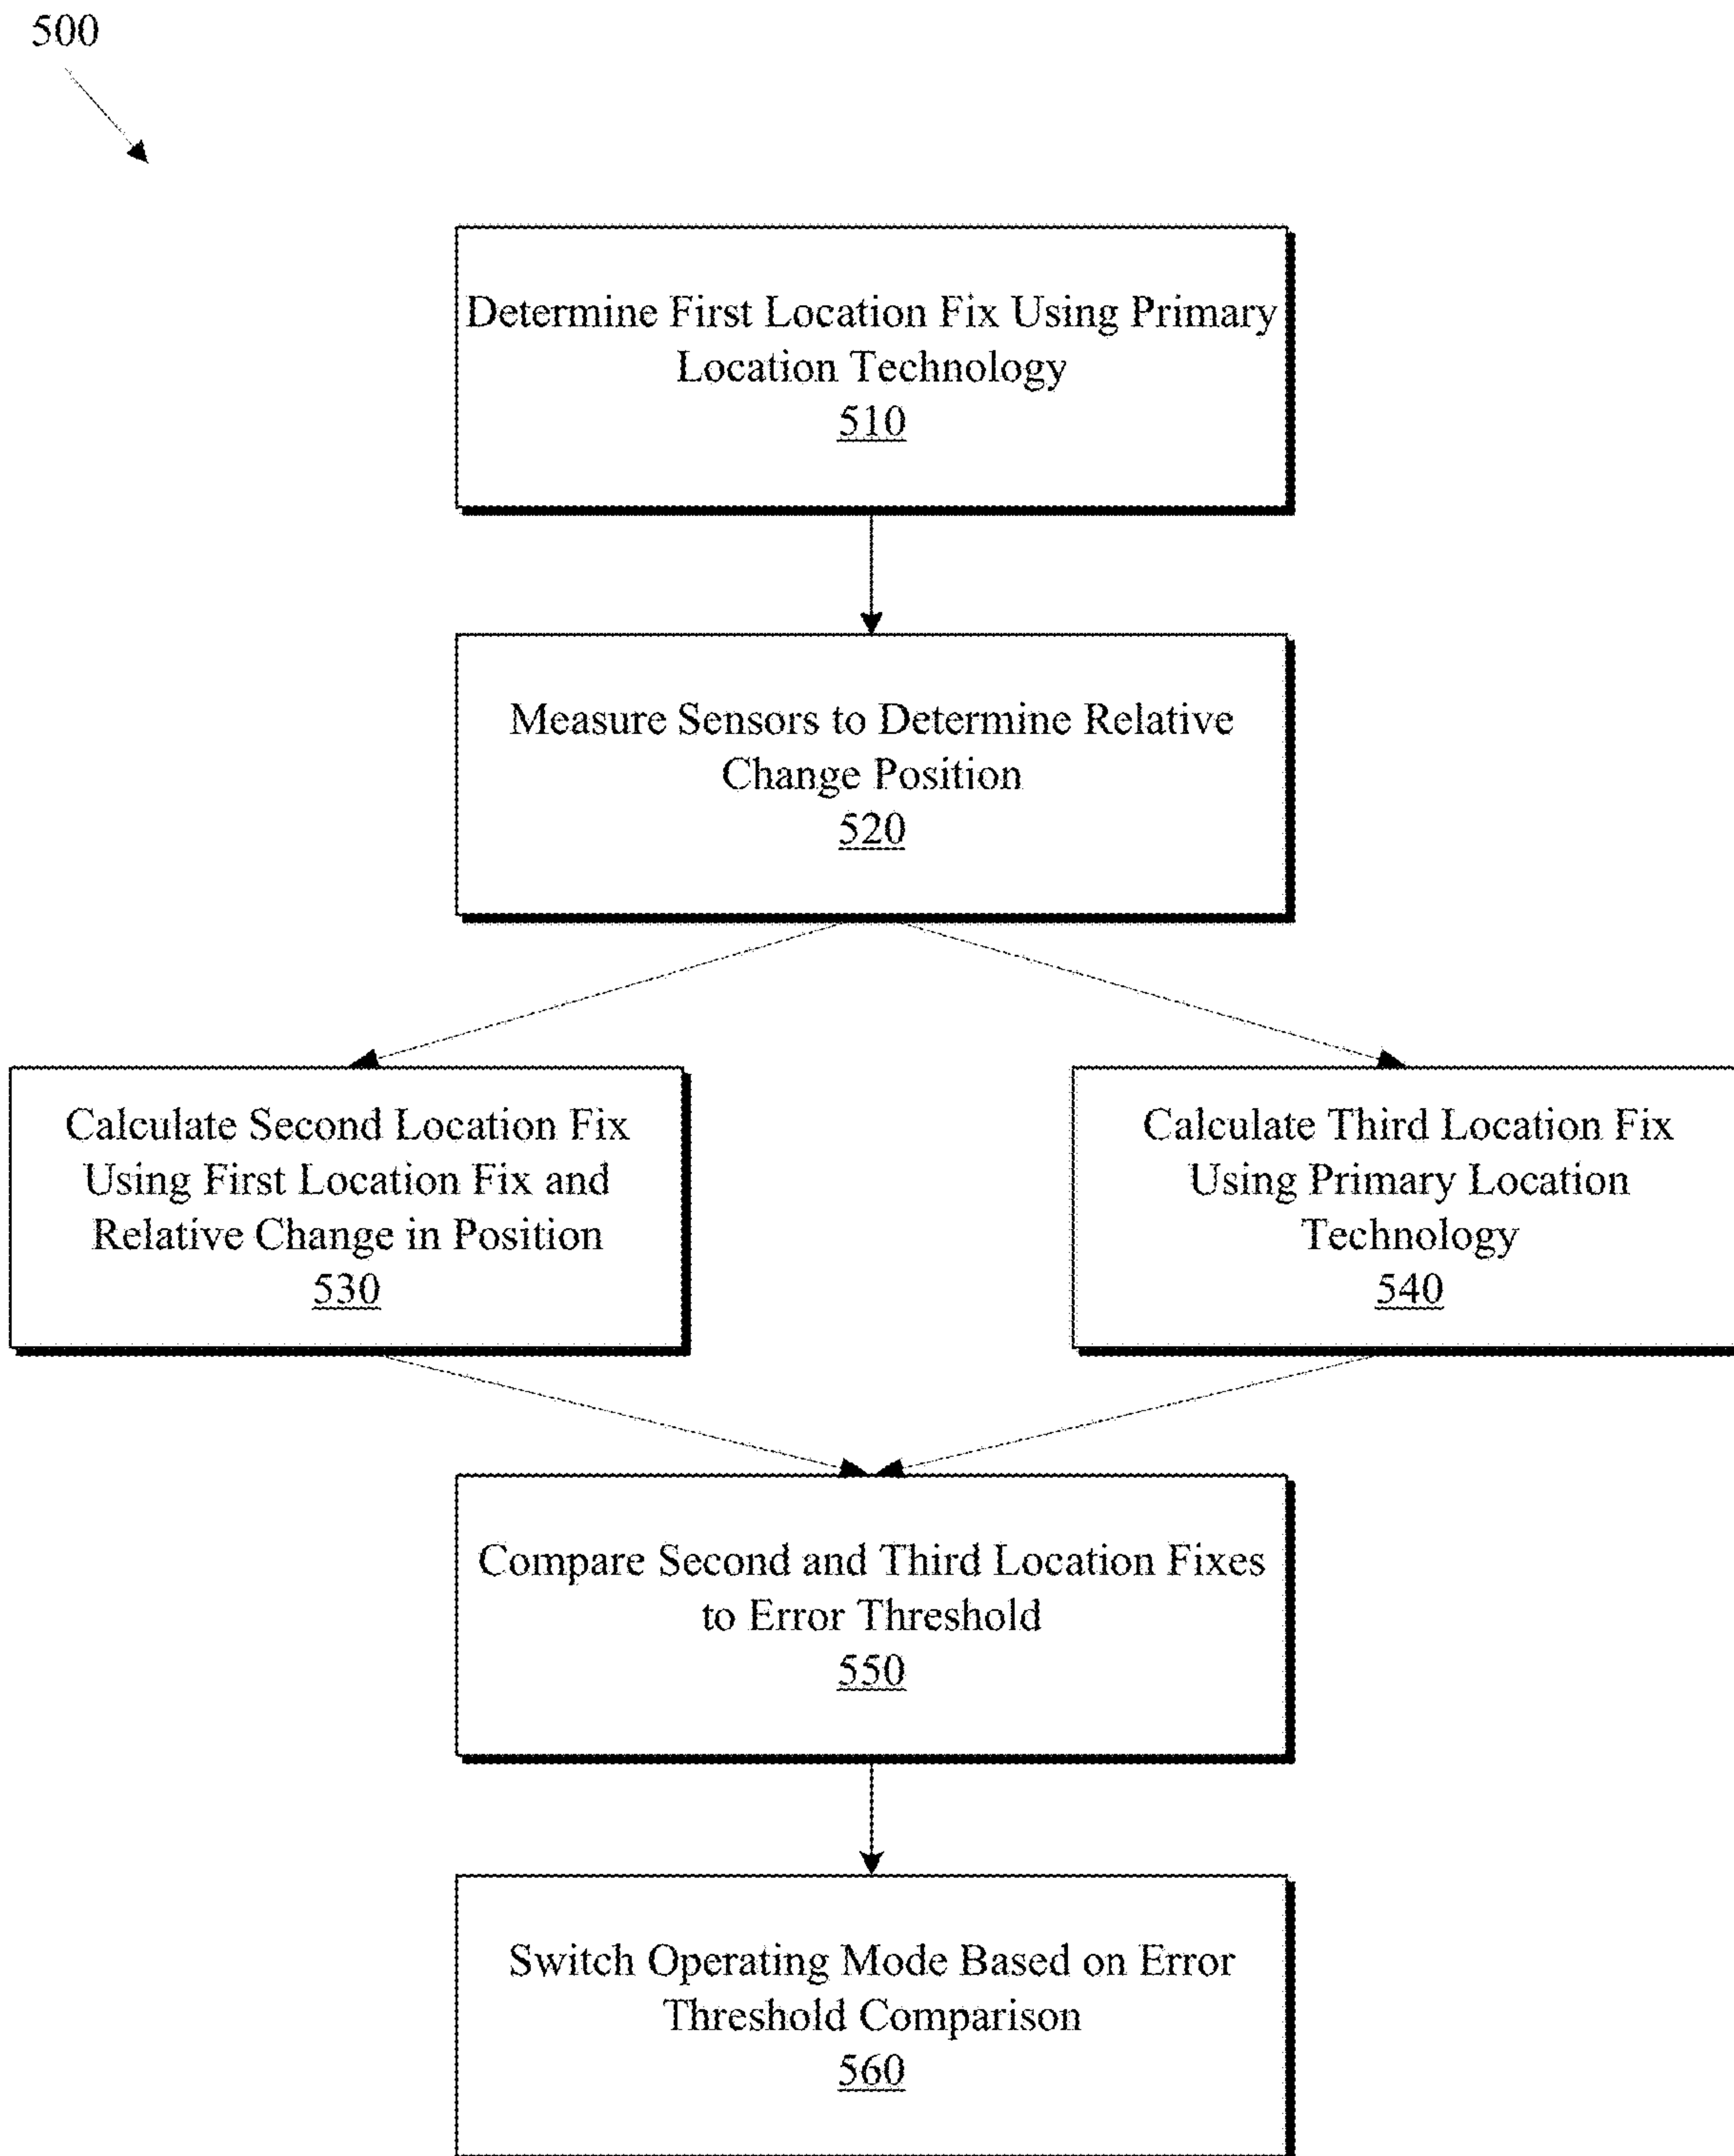 500
Determine First Location Fix Using Primary
Location Technology
510
Measure Sensors to Determine Relative
Change Position
520
Calculate Second Location Fix
Using First Location Fix and
Relative Change in Position
530
Calculate Third Location Fix
Using Primary Location
Technology
540
Compare Second and Third Location Fixes
to Error Threshold
550
Switch Operating Mode Based on Error
Threshold Comparison
560